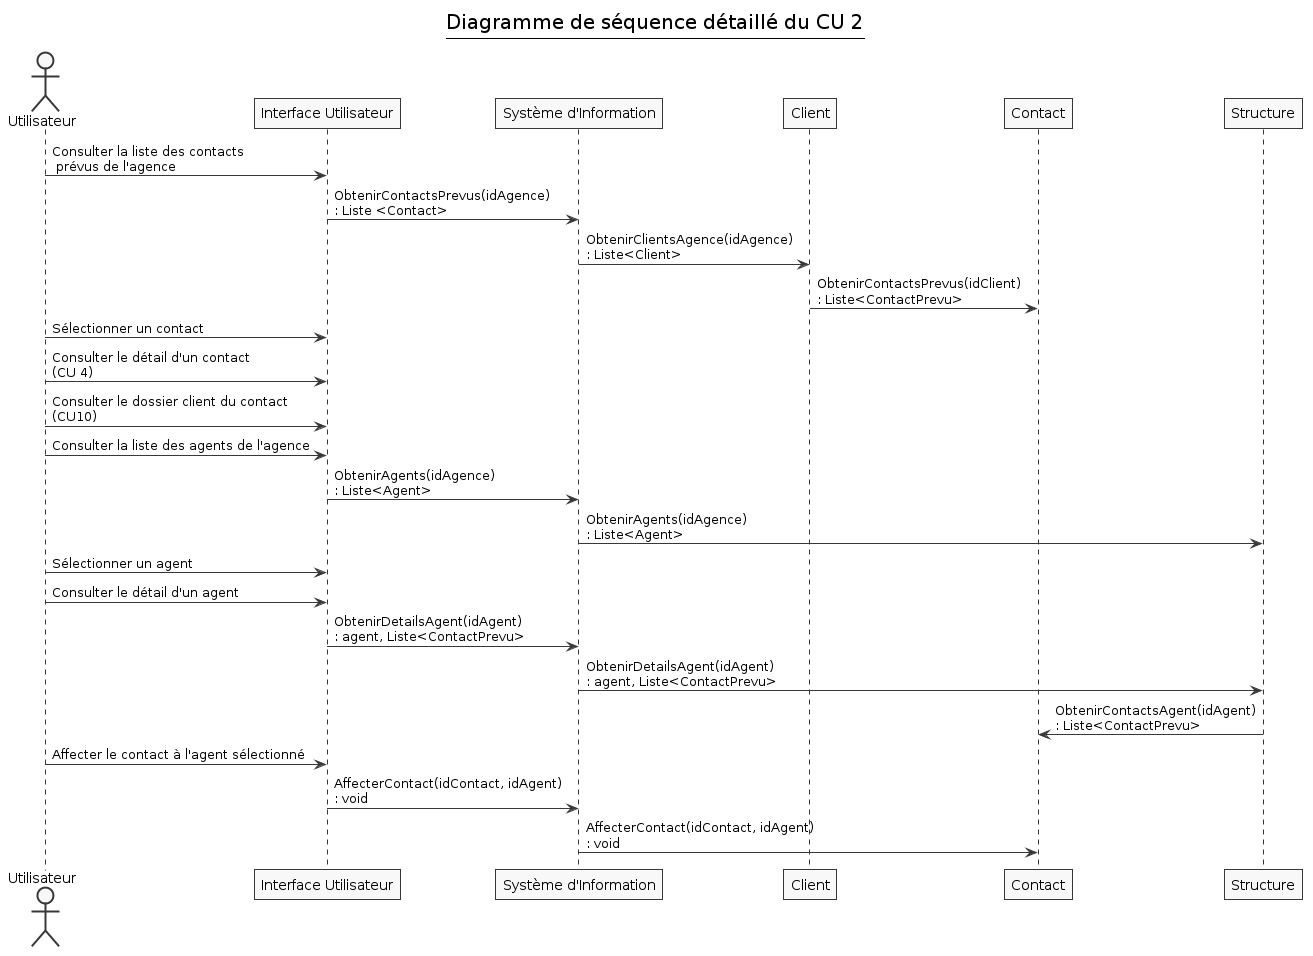 Diagramme de séquence détaillé du CU 2
Utilisateur
Interface Utilisateur
Système d'Information
Client
Contact
Structure
Consulter la liste des contacts
prévus de l'agence
ObtenirContactsPrevus(idAgence)
: Liste <Contact>
ObtenirClientsAgence(idAgence)
: Liste<Client>
ObtenirContactsPrevus(idClient)
: Liste<ContactPrevu>
Sélectionner un contact
Consulter le détail d'un contact
(CU 4)
Consulter le dossier client du contact
(CU10)
Consulter la liste des agents de l'agence
ObtenirAgents(idAgence)
: Liste<Agent>
ObtenirAgents(idAgence)
: Liste<Agent>
Sélectionner un agent
Consulter le détail d'un agent
ObtenirDetailsAgent(idAgent)
: agent, Liste<ContactPrevu>
ObtenirDetailsAgent(idAgent)
: agent, Liste<ContactPrevu>
ObtenirContactsAgent(idAgent)
: Liste<ContactPrevu>
Affecter le contact à l'agent sélectionné
AffecterContact(idContact, idAgent)
: void
AffecterContact(idContact, idAgent)
: void
Utilisateur
Interface Utilisateur
Système d'Information
Client
Contact
Structure